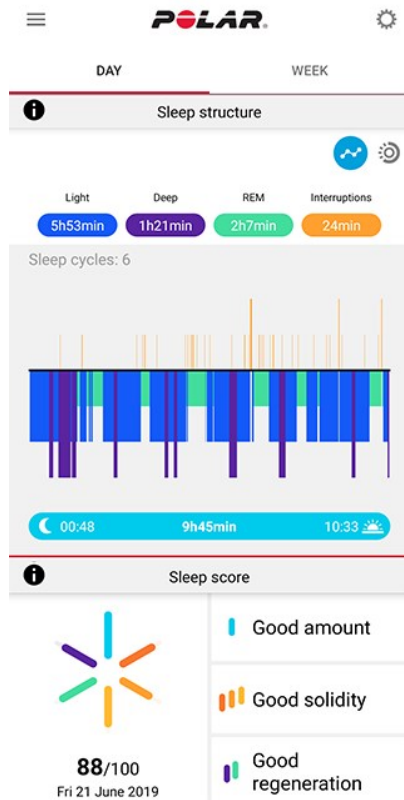 POLAR.
DAY WEEK
Sleep structure
Light Deep REM Interruptions
5h53min 1h21min 2h7min 24min
Sleep cycles: 6
00:48 9h45min 10:33
Sleep score
Good amount
Good solidity
88/100
Fri 21 June 2019
Good
regeneration